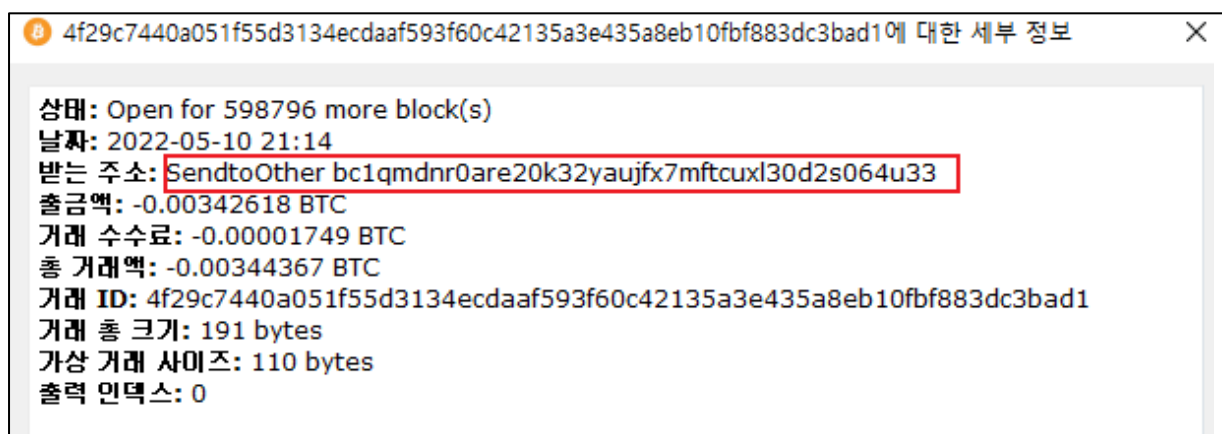 4f29c7440a051f55d3134ecdaaf593f60c42135a3e435a8eb10fbf883dc3bad1에 대한 세부 정보
상태: Open for 598796 more block(s)
날짜: 2022-05-10 21:14
받는 주소: SendtoOther bc1qmdnr0are20k32yaujfx7mftcuxl30d2s064u33
출금액: -0.00342618 BTC
거래 수수료: -0.00001749 BTC
총 거래액: -0.00344367 BTC
거래 ID: 4f29c7440a051f55d3134ecdaaf593f60c42135a3e435a8eb10fbf883dc3bad1
거래 총 크기: 191 bytes
가상 거래 사이즈: 110 bytes
출력 인덱스: 0